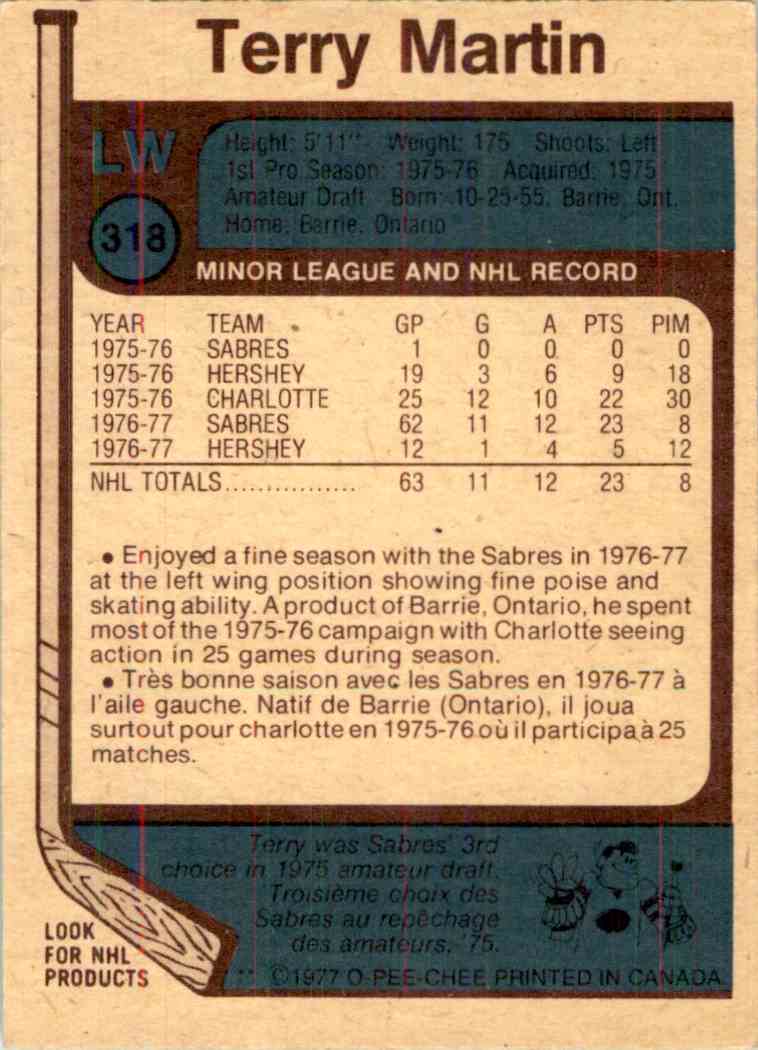 Terry Martin
LW
318
Height: 5'11" Weight: 175 Shoots: Left
1st Pro Season: 1975-76 Acquired: 1975
Amateur Draft Born: 10-25-55, Barrie, Ont.
Home: Barrie, Ontario
MINOR LEAGUE AND NHL RECORD
YEAR TEAM GP G A PTS PIM
1975-76 SABRES 1 0 0 0 0
1975-76 HERSHEY 19 3 6 9 18
1975-76 CHARLOTTE 25 12 10 22 30
1976-77 SABRES 62 11 12 23 8
1976-77 HERSHEY 12 1 4 5 12
NHL TOTALS................ 63 11 12 23 8
• Enjoyed a fine season with the Sabres in 1976-77
at the left wing position showing fine poise and
skating ability. A product of Barrie, Ontario, he spent
most of the 1975-76 campaign with Charlotte seeing
action in 25 games during season.
• Très bonne saison avec les Sabres en 1976-77 à
l'aile gauche. Natif de Barrie (Ontario), il joua
surtout pour charlotte en 1975-76 où il participa à 25
matches.
Terry was Sabres' 3rd
choice in 1975 amateur draft.
Troisième choix des
Sabres au repêchage
des amateurs, '75.
LOOK
FOR NHL
PRODUCTS
** ©1977 O-PEE-CHEE PRINTED IN CANADA